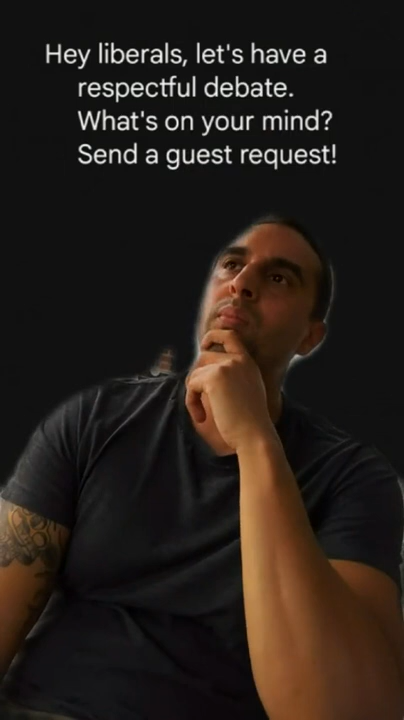 Hey liberals, let's have a
respectful debate.
What's on your mind?
Send a guest request!